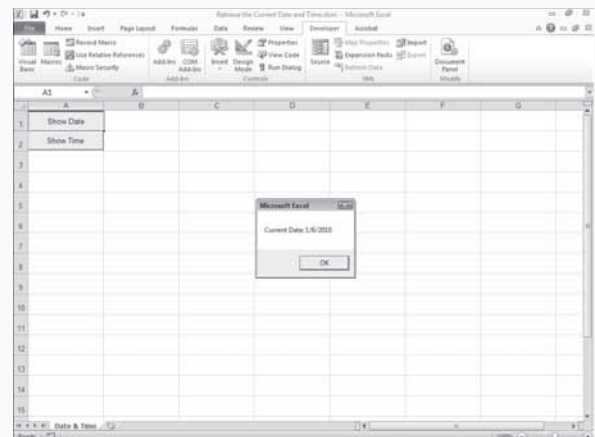 Retrieve the Current Date and Time.xlsm - Microsoft Excel
File Home Insert Page Layout Formulas Data Review View Developer Acrobat
Visual Basic
Macros
Record Macro
Use Relative References
Macro Security
Code
Add-Ins
COM Add-Ins
Add-Ins
Insert
Design Mode
Properties
View Code
Run Dialog
Controls
Source
Map Properties
Expansion Packs
Refresh Data
Import
Export
XML
Document Panel
Modify
A1 fx
A B C D E F G
1 Show Date
2 Show Time
3
4
5
6
7
8
9
10
11
12
13
14
15
Microsoft Excel
Current Date: 1/6/2010
OK
Date & Time
Ready